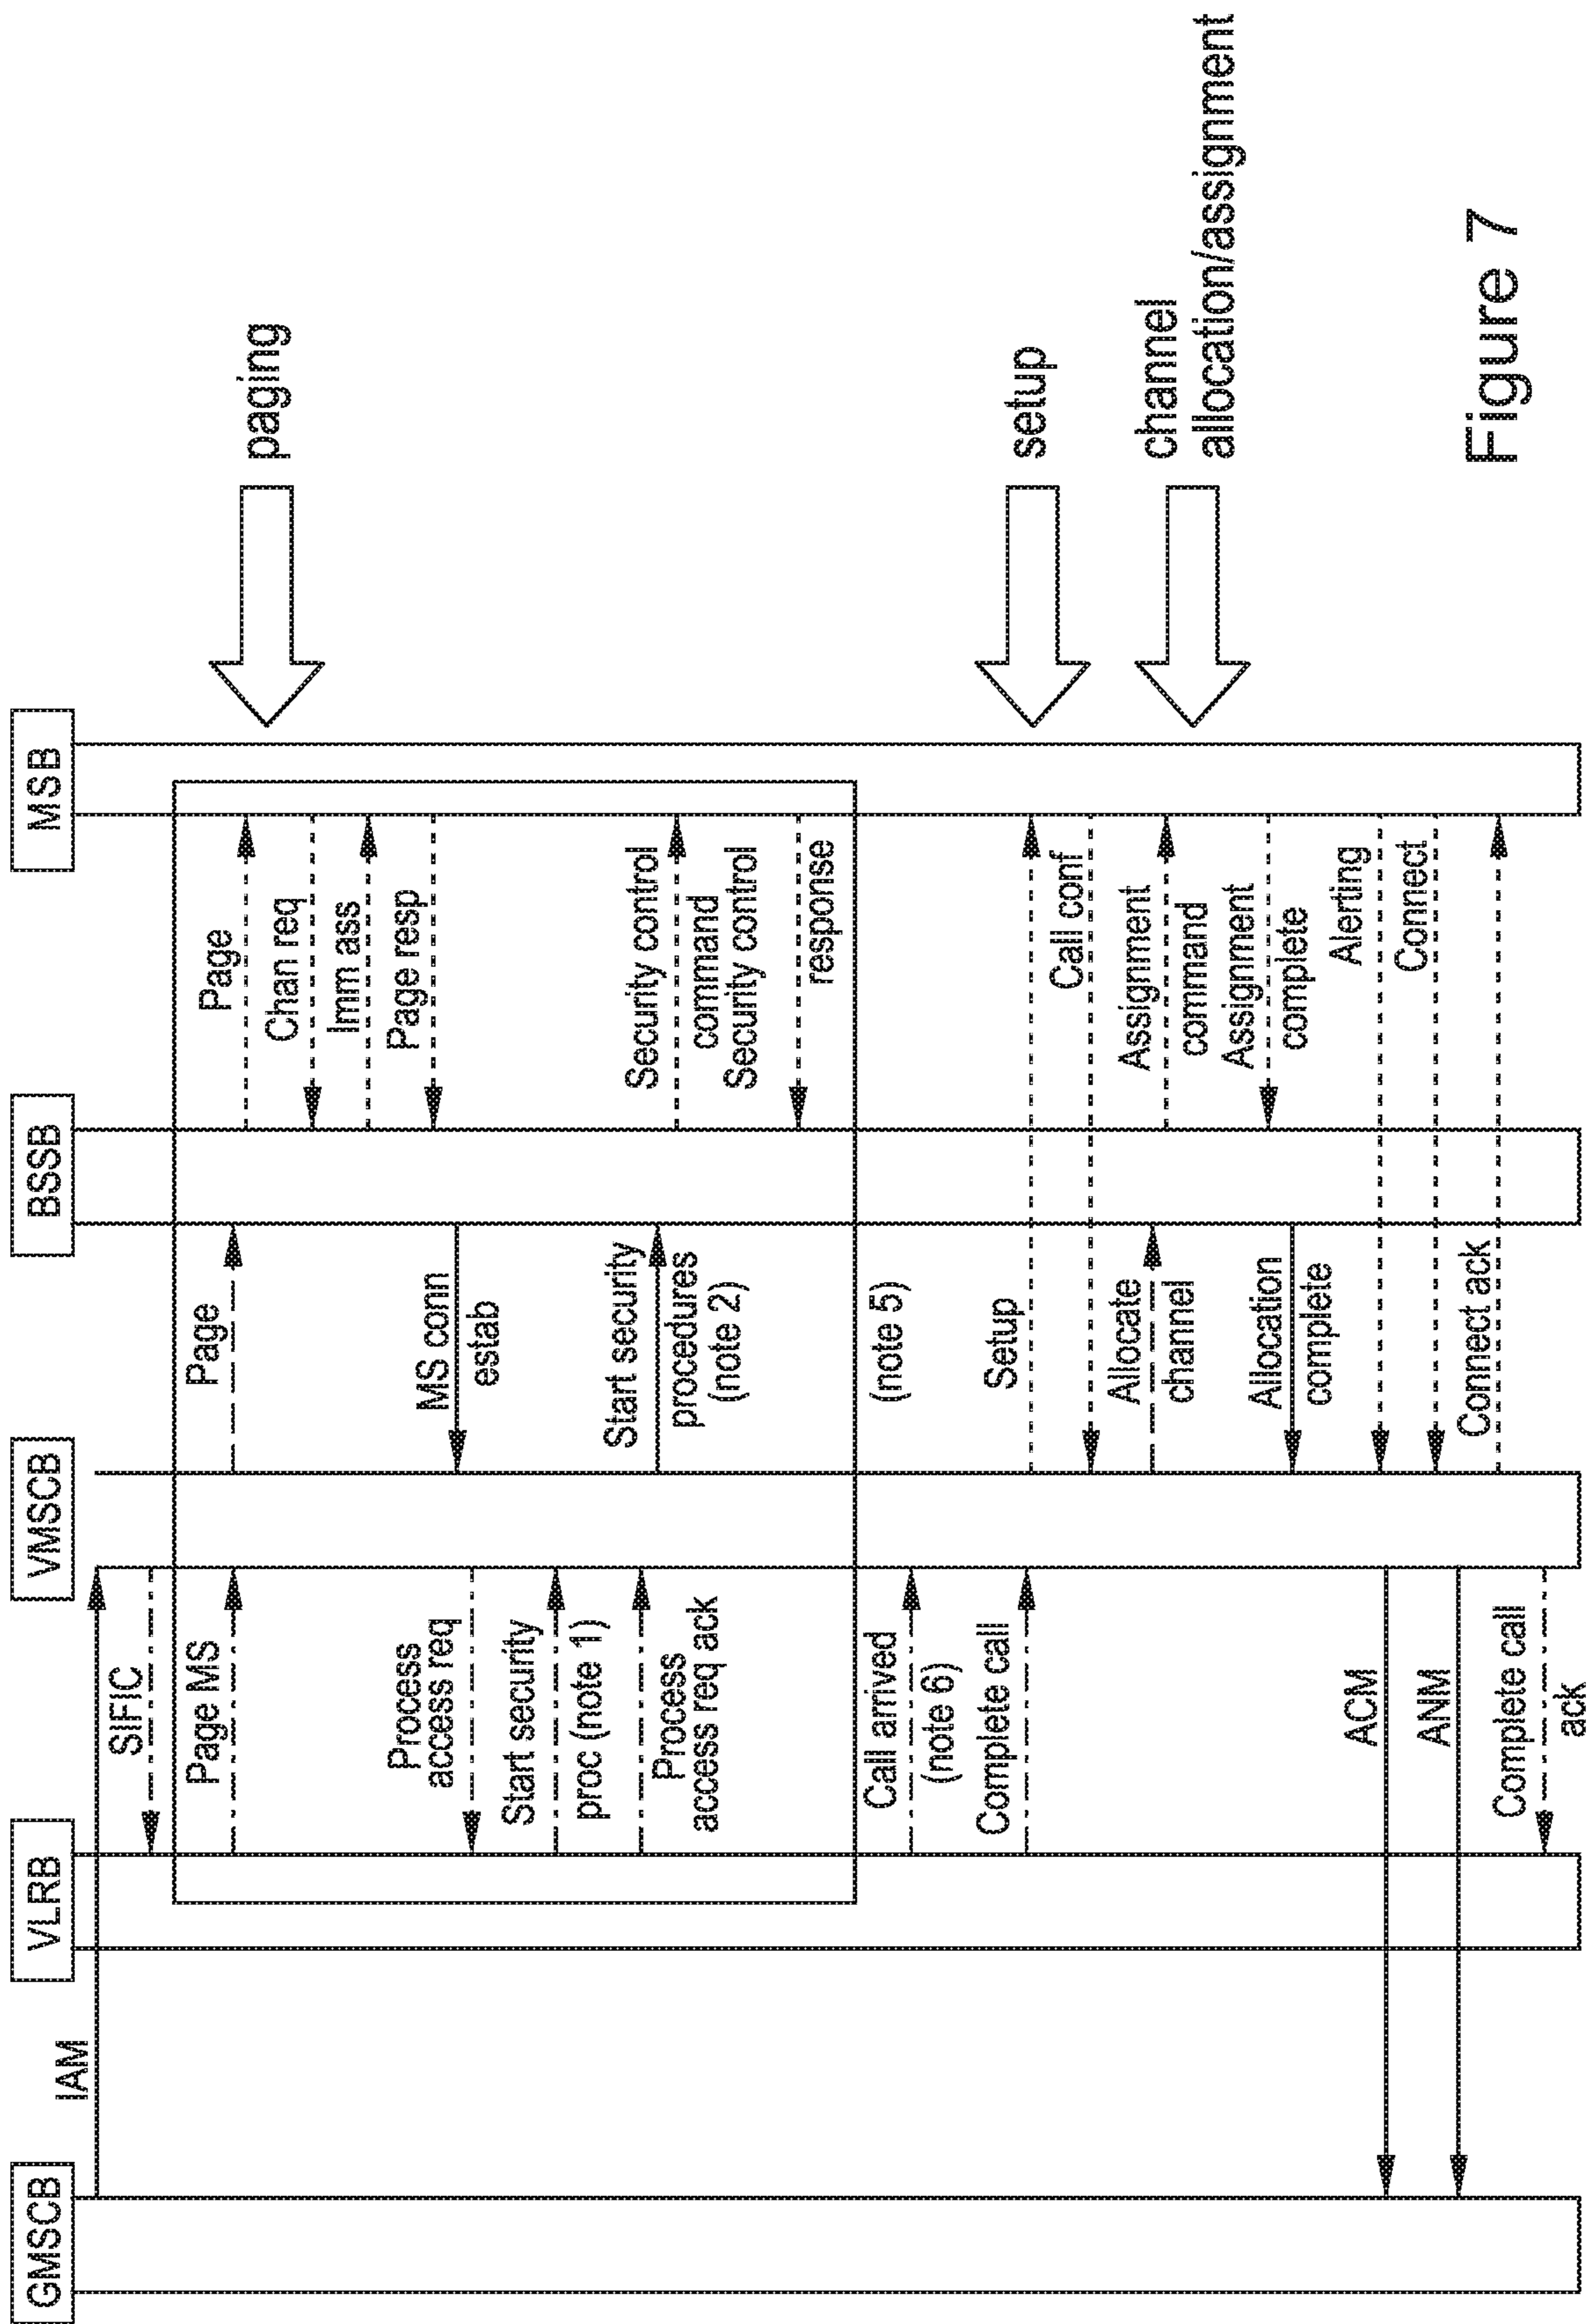 GMSCB
VLRB
VMSCB
BSSB
MSB
IAM
SIFIC
Page MS
Page
Page
paging
Chan req
Imm ass
Page resp
MS conn
estab
Process
access req
Start security
proc (note 1)
Start security
procedures
(note 2)
Security control
command
Process
access req ack
Security control
response
(note 5)
Call arrived
(note 6)
Complete call
Setup
setup
Call conf
Allocate
channel
Assignment
command
channel
allocation/assignment
Assignment
complete
Allocation
complete
Alerting
ACM
Connect
ANM
Connect ack
Complete call
ack
Figure 7